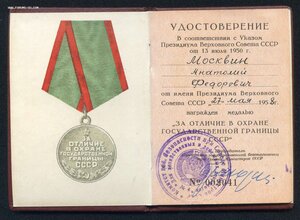 ЗА
ОТЛИЧИЕ
В ОХРАНЕ
ГОСУДАРСТВЕННОЙ
ГРАНИЦЫ
СССР
УДОСТОВЕРЕНИЕ
В соответствии с Указом
Президиума Верховного Совета СССР
от 13 июля 1950 г.
Москвин
Анатолий
Федорович
от имени Президиума Верховного
Совета СССР 27 мая 1958 г.
награжден медалью
„ЗА ОТЛИЧИЕ В ОХРАНЕ
ГОСУДАРСТВЕННОЙ ГРАНИЦЫ
СССР"
№